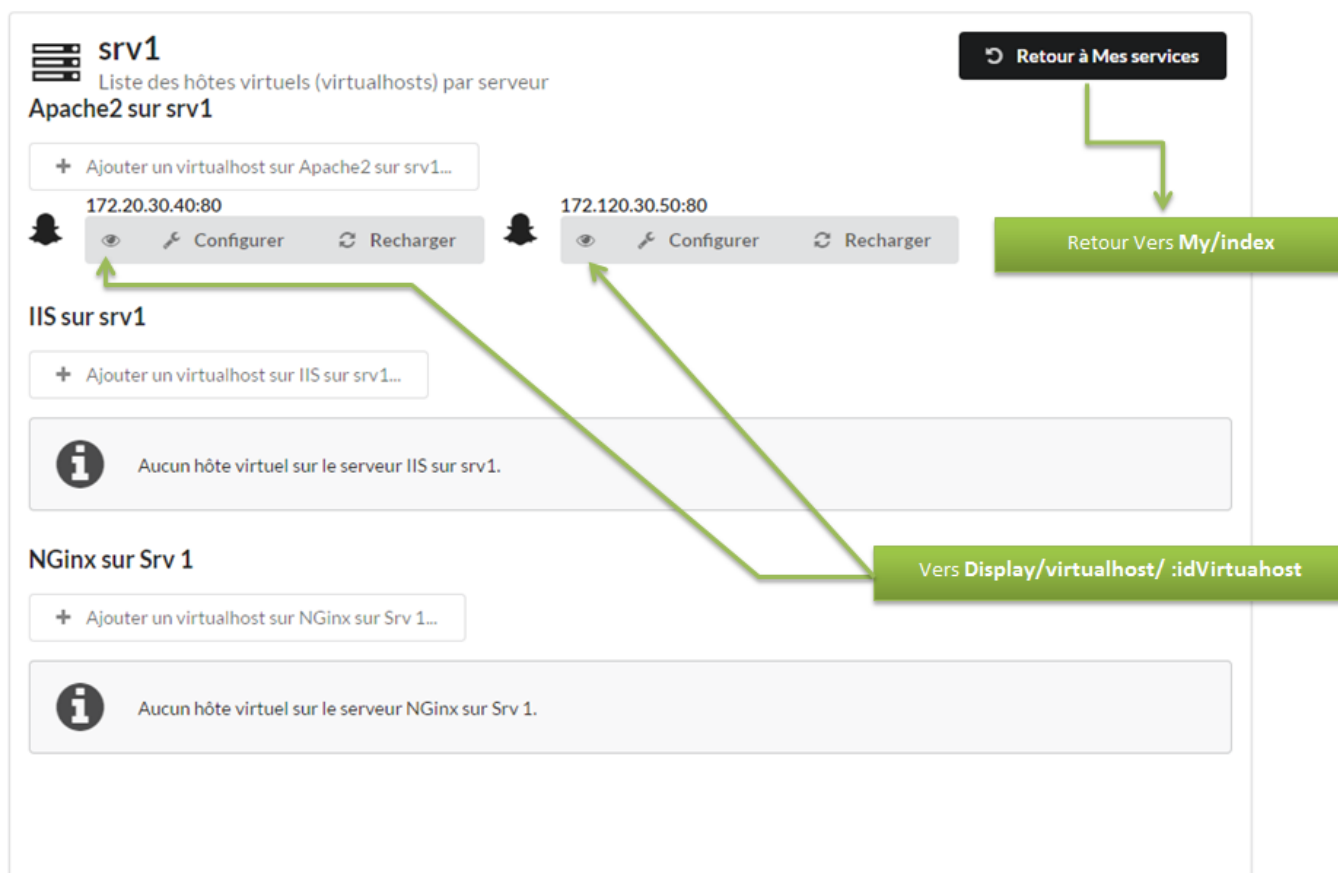 srv1
Retour à Mes services
Liste des hôtes virtuels (virtualhosts) par serveur
Apache2 sur srv1
Ajouter un virtualhost sur Apache2 sur srv1...
172.20.30.40:80
172.120.30.50:80
Configurer
Recharger
Configurer
Recharger
Retour Vers My/index
IIS sur srv1
Ajouter un virtualhost sur IIS sur srv1...
Aucun hôte virtuel sur le serveur IIS sur srv1.
NGinx sur Srv 1
Vers Display/virtualhost/ :idVirtuahost
Ajouter un virtualhost sur NGinx sur Srv 1...
Aucun hôte virtuel sur le serveur NGinx sur Srv 1.